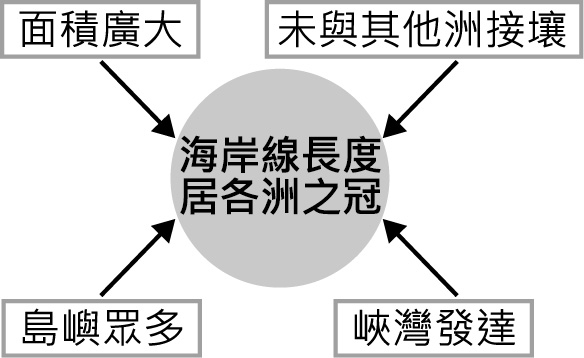 面積廣大
未與其他洲接壤
海岸線長度
居各洲之冠
島嶼眾多
峽灣發達